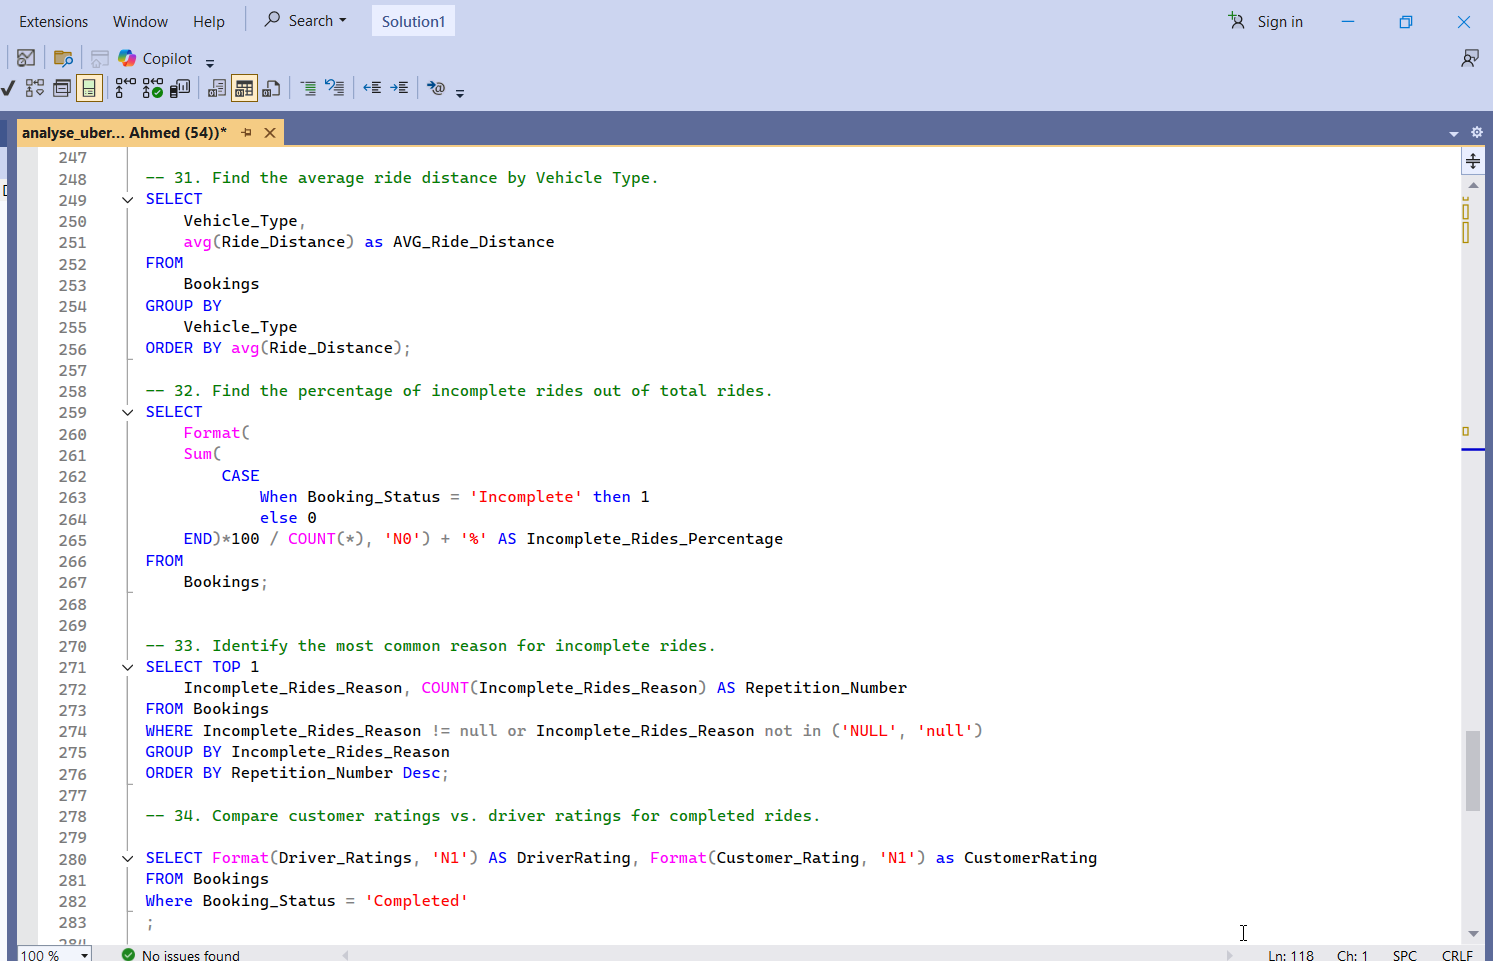 Extensions Window Help Search Solution1 Sign in
Copilot
analyse_uber... Ahmed (54))*
247
248 -- 31. Find the average ride distance by Vehicle Type.
249 SELECT
250 Vehicle_Type,
251 avg(Ride_Distance) as AVG_Ride_Distance
252 FROM
253 Bookings
254 GROUP BY
255 Vehicle_Type
256 ORDER BY avg(Ride_Distance);
257
258 -- 32. Find the percentage of incomplete rides out of total rides.
259 SELECT
260 Format(
261 Sum(
262 CASE
263 When Booking_Status = 'Incomplete' then 1
264 else 0
265 END)*100 / COUNT(*), 'N0') + '%' AS Incomplete_Rides_Percentage
266 FROM
267 Bookings;
268
269
270 -- 33. Identify the most common reason for incomplete rides.
271 SELECT TOP 1
272 Incomplete_Rides_Reason, COUNT(Incomplete_Rides_Reason) AS Repetition_Number
273 FROM Bookings
274 WHERE Incomplete_Rides_Reason != null or Incomplete_Rides_Reason not in ('NULL', 'null')
275 GROUP BY Incomplete_Rides_Reason
276 ORDER BY Repetition_Number Desc;
277
278 -- 34. Compare customer ratings vs. driver ratings for completed rides.
279
280 SELECT Format(Driver_Ratings, 'N1') AS DriverRating, Format(Customer_Rating, 'N1') as CustomerRating
281 FROM Bookings
282 Where Booking_Status = 'Completed'
283 ;
284
100 % No issues found Ln: 118 Ch: 1 SPC CRLF